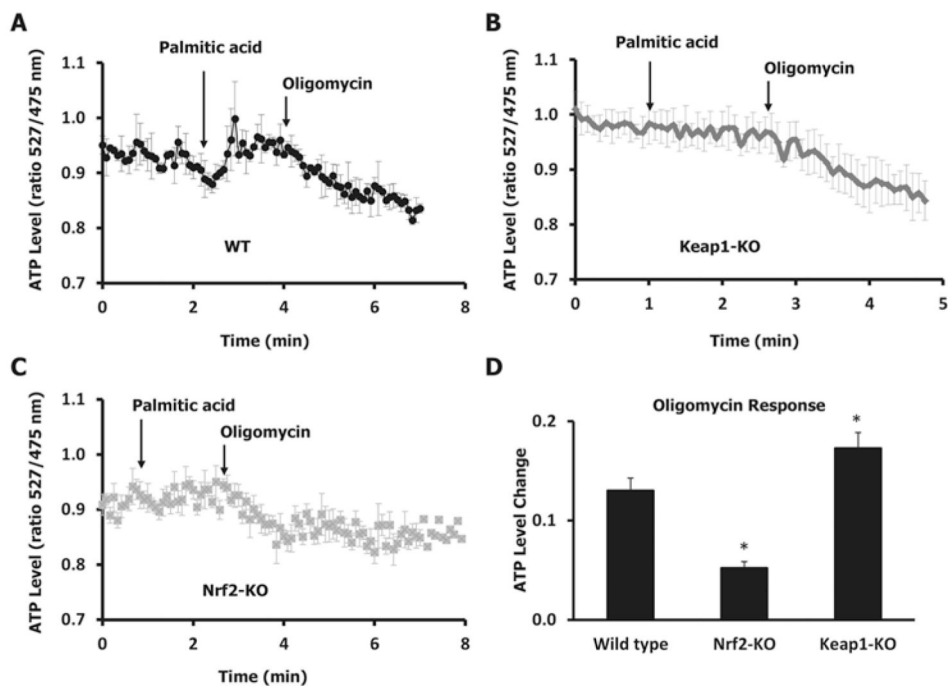 A
Palmitic acid
Oligomycin
ATP Level (ratio 527/475 nm)
1.1
1.0
0.9
0.8
0.7
WT
0
2
4
6
8
Time (min)
B
Palmitic acid
Oligomycin
ATP Level (ratio 527/475 nm)
1.1
1.0
0.9
0.8
0.7
Keap1-KO
0
1
2
3
4
5
Time (min)
C
Palmitic acid
Oligomycin
ATP Level (ratio 527/475 nm)
1.1
1.0
0.9
0.8
0.7
Nrf2-KO
0
2
4
6
8
Time (min)
D
Oligomycin Response
ATP Level Change
0.2
0.1
0.0
*
*
Wild type
Nrf2-KO
Keap1-KO